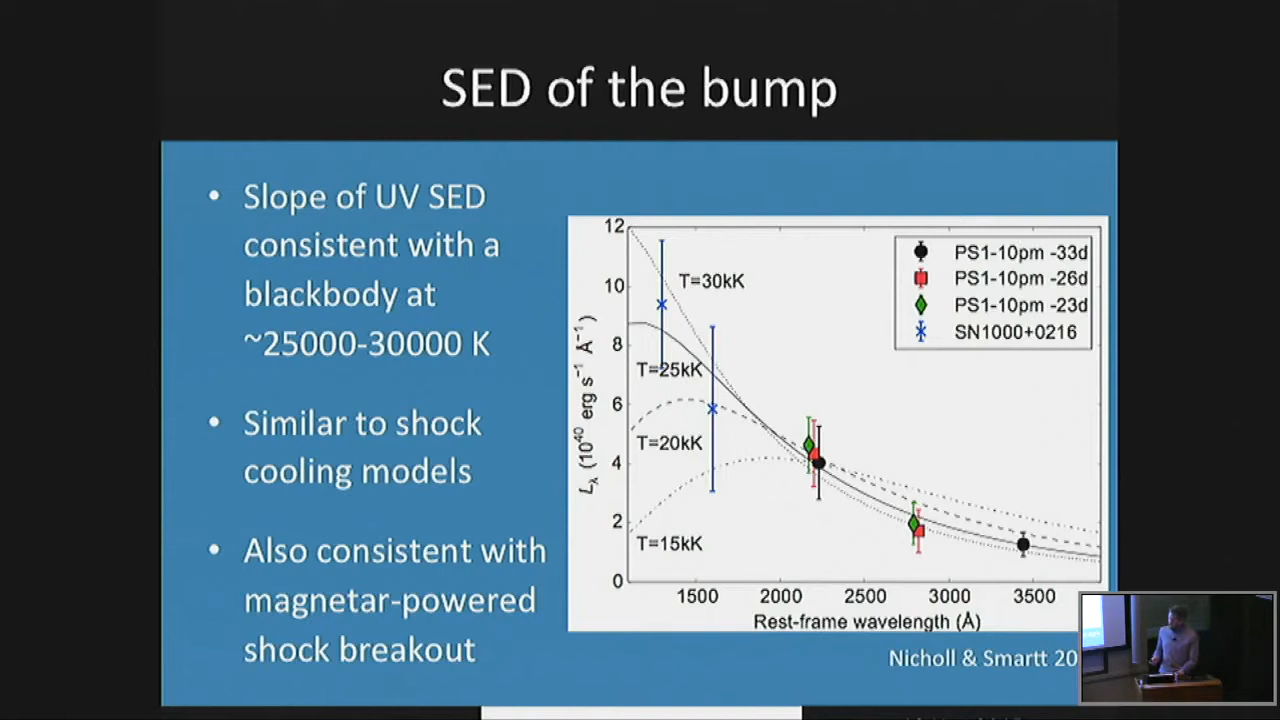 SED of the bump
• Slope of UV SED
consistent with a
blackbody at
~25000-30000 K
• Similar to shock
cooling models
• Also consistent with
magnetar-powered
shock breakout
12
10
8
6
4
2
0
1500 2000 2500 3000 3500
Rest-frame wavelength (Å)
Lλ (10⁴⁰ erg s⁻¹ Å⁻¹)
T=30kK
T=25kK
T=20kK
T=15kK
PS1-10pm -33d
PS1-10pm -26d
PS1-10pm -23d
SN1000+0216
Nicholl & Smartt 20